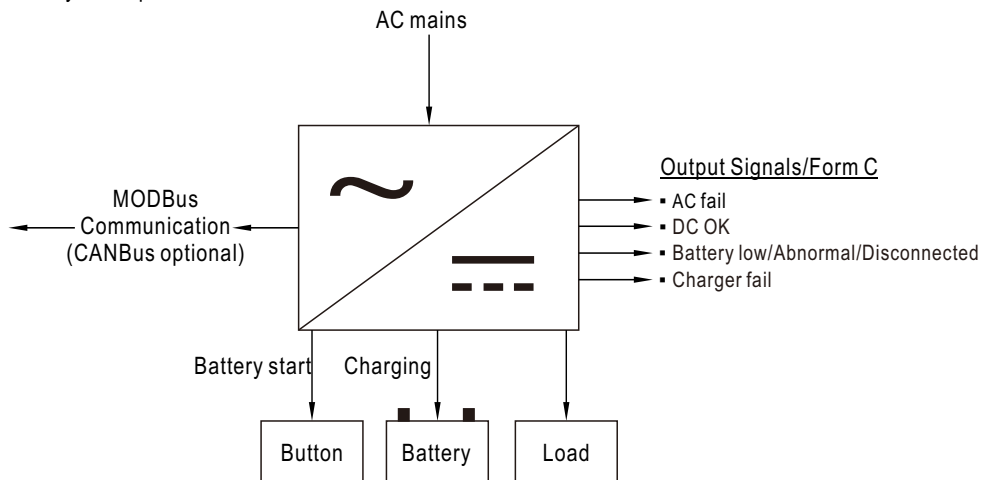 AC mains
Output Signals/Form C
▪ AC fail
▪ DC OK
▪ Battery low/Abnormal/Disconnected
▪ Charger fail
MODBus
Communication
(CANBus optional)
Battery start
Charging
Button
Battery
Load